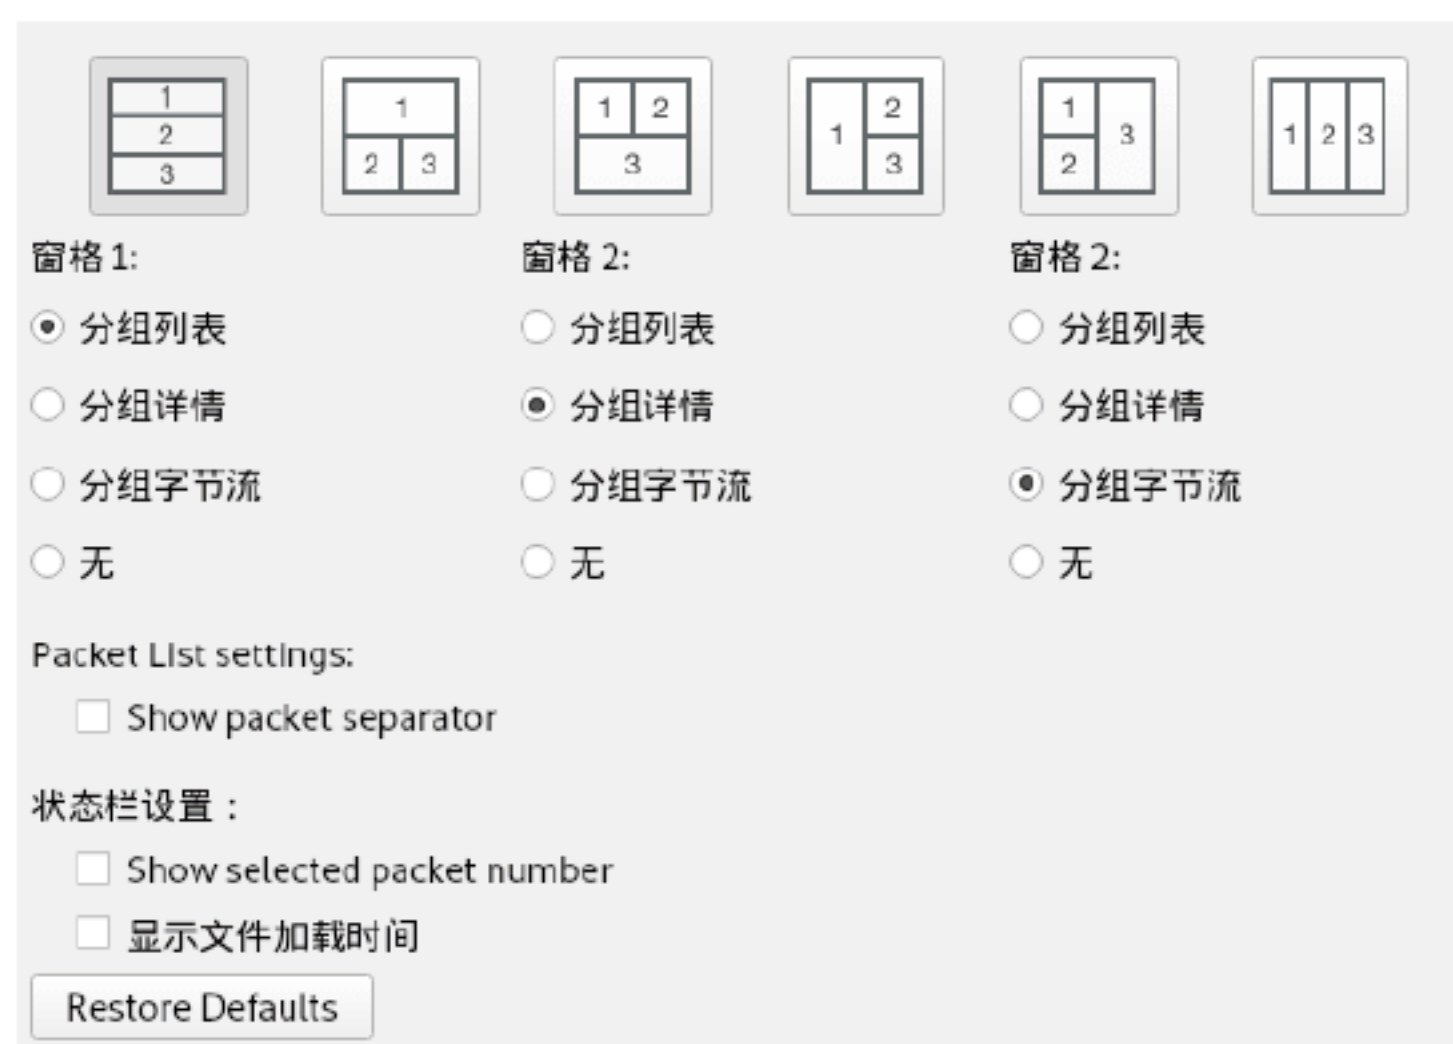 1 1 1 2 1 2 1 3 1 2 3
2 2 3 3 3 2
3
窗格 1: 窗格 2: 窗格 2:
分组列表 分组列表 分组列表
分组详情 分组详情 分组详情
分组字节流 分组字节流 分组字节流
无 无 无
Packet List settings:
Show packet separator
状态栏设置：
Show selected packet number
显示文件加载时间
Restore Defaults